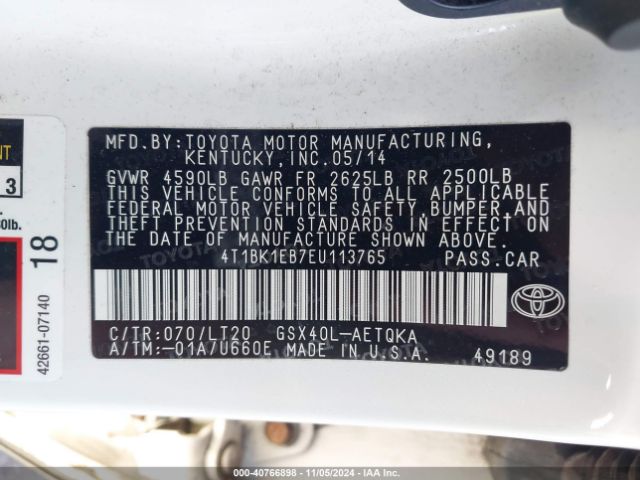 MFD.BY:TOYOTA MOTOR MANUFACTURING,
KENTUCKY,INC.05/14
GVWR 4590LB GAWR FR 2625LB RR 2500LB
THIS VEHICLE CONFORMS TO ALL APPLICABLE
FEDERAL MOTOR VEHICLE SAFETY,BUMPER,AND
THEFT PREVENTION STANDARDS IN EFFECT ON
THE DATE OF MANUFACTURE SHOWN ABOVE.
4T1BK1EB7EU113765 PASS.CAR
C/TR:070/LT20 GSX40L-AETQKA
A/TM:-01A7U660E MADE IN U.S.A. 49189
3
0lb.
18
42661-07140
COPY: 40766898 - 11/05/2024 - IAA Inc.